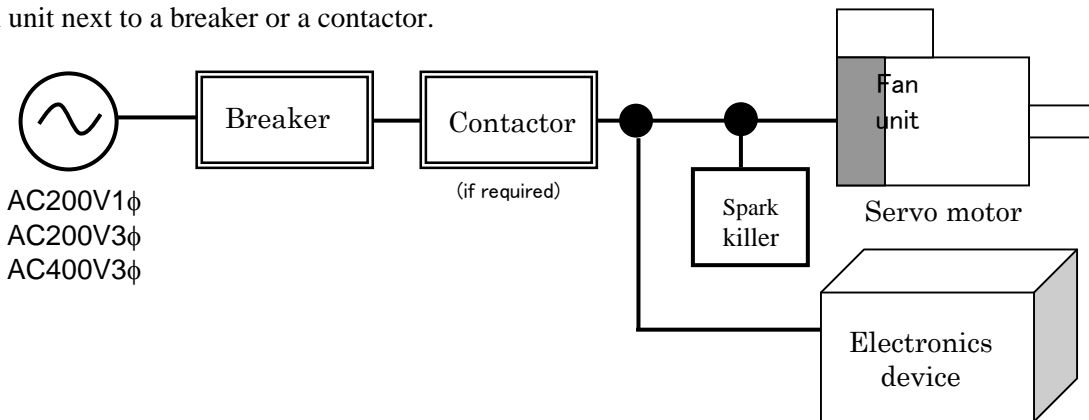 unit next to a breaker or a contactor.
Fan
unit
Breaker
Contactor
(if required)
AC200V1ϕ
AC200V3ϕ
AC400V3ϕ
Spark
killer
Servo motor
Electronics
device